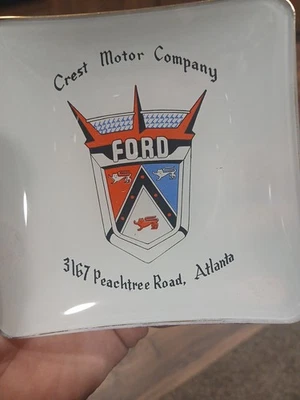 Crest Motor Company
FORD
3167 Peachtree Road, Atlanta